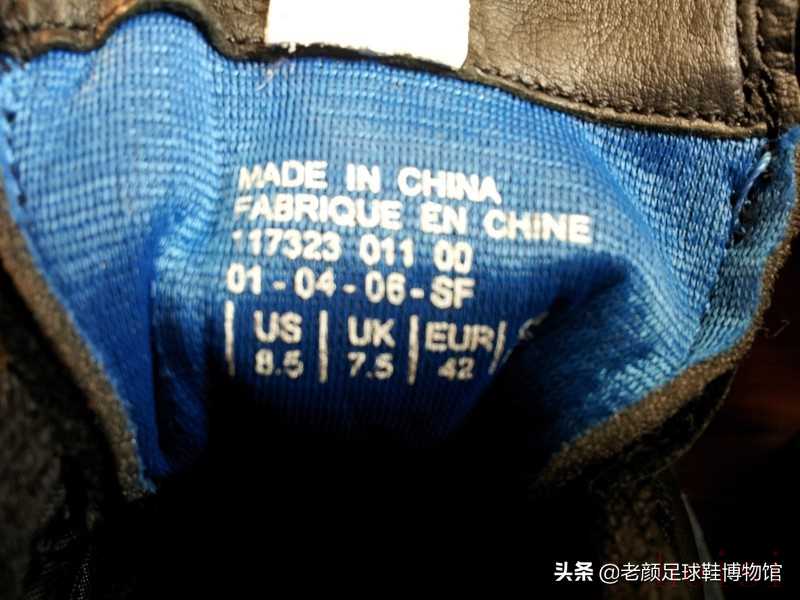 MADE IN CHINA
FABRIQUE EN CHINE
117323 011 00
01-04-06-SF
US UK EUR
8.5 7.5 42
头条 @老颜足球鞋博物馆